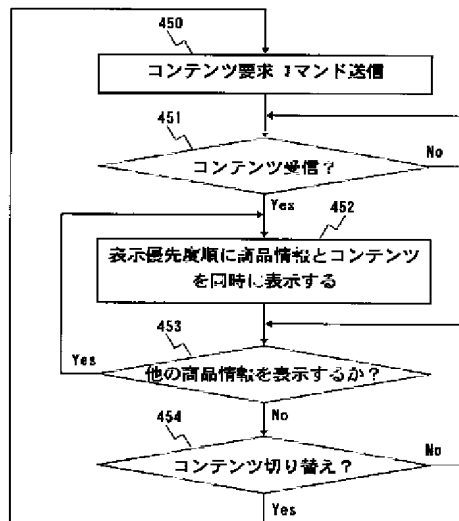 450
コンテンツ要求コマンド送信
451
コンテンツ受信？
No
Yes
452
表示優先度順に商品情報とコンテンツ
を同時に表示する
453
Yes
他の商品情報を表示するか？
No
454
コンテンツ切り替え？
No
Yes